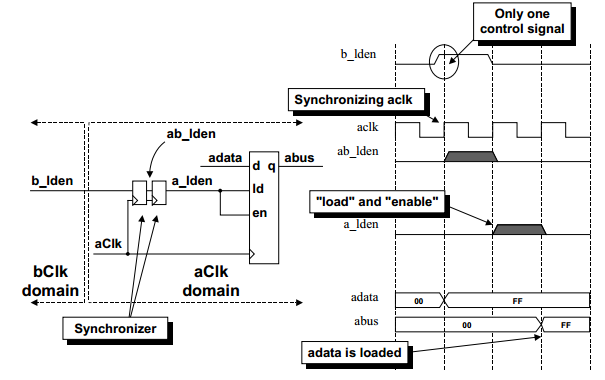 Only one
control signal
b_lden
Synchronizing aclk
aclk
ab_lden
ab_lden
adata
d q
abus
b_lden
a_lden
ld
"load" and "enable"
en
a_lden
aClk
bClk
domain
aClk
domain
adata
00
FF
abus
00
FF
Synchronizer
adata is loaded